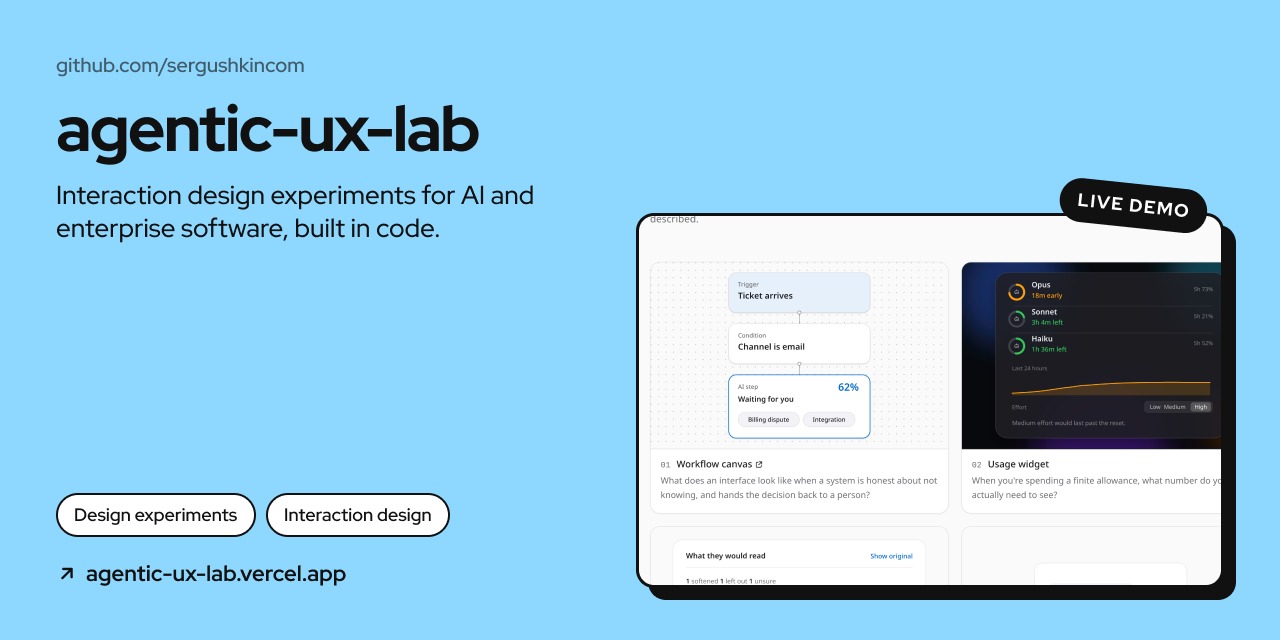 github.com/sergushkincom
agentic-ux-lab
Interaction design experiments for AI and
enterprise software, built in code.
Design experiments
Interaction design
agentic-ux-lab.vercel.app
LIVE DEMO
described.
Trigger
Ticket arrives
Condition
Channel is email
AI step
62%
Waiting for you
Billing dispute
Integration
01 Workflow canvas
What does an interface look like when a system is honest about not
knowing, and hands the decision back to a person?
Opus
18m early
5h 73%
Sonnet
3h 4m left
5h 21%
Haiku
1h 36m left
5h 52%
Last 24 hours
Effort
Low Medium High
Medium effort would last past the reset.
02 Usage widget
When you're spending a finite allowance, what number do yo
actually need to see?
What they would read
Show original
1 softened 1 left out 1 unsure